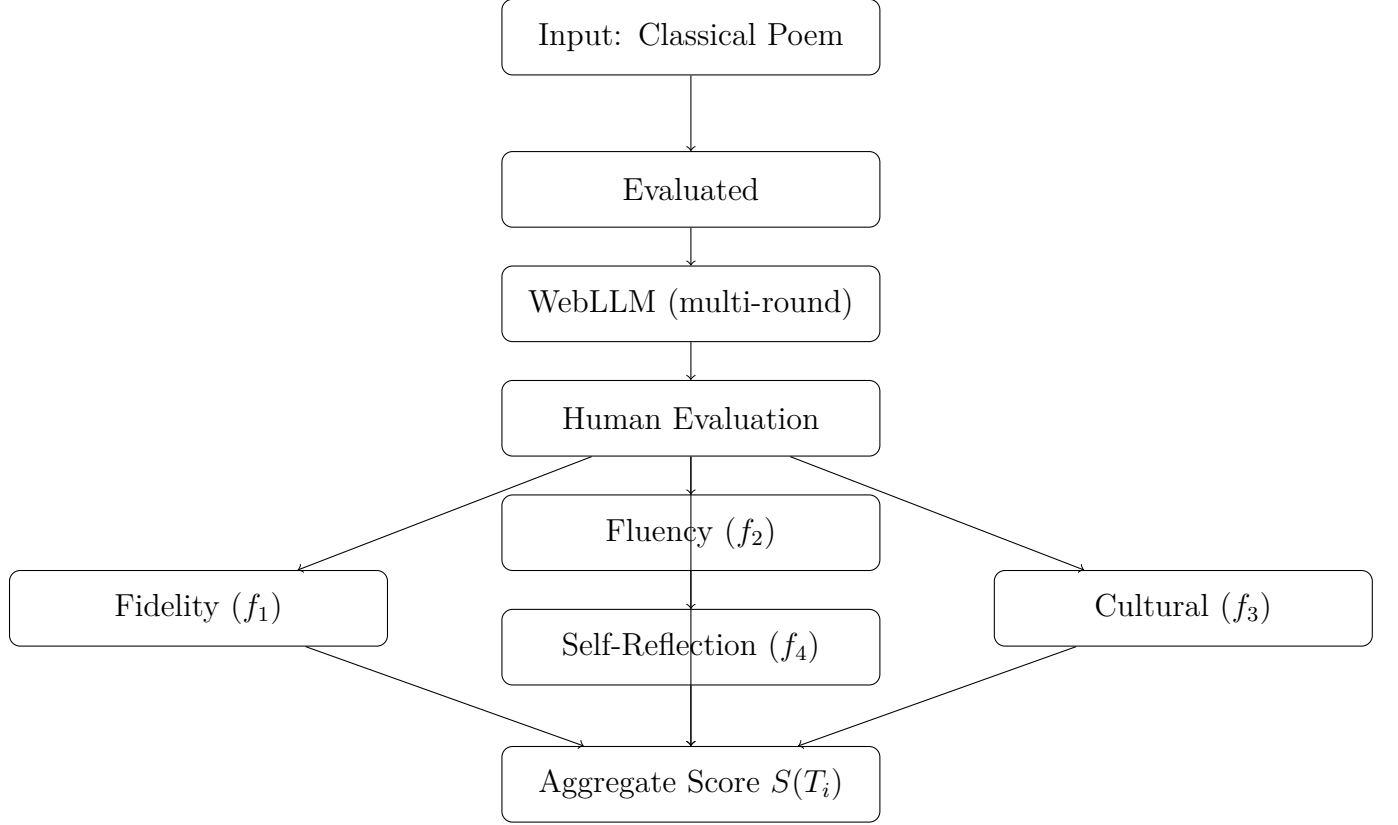 Input: Classical Poem
Evaluated
WebLLM (multi-round)
Human Evaluation
Fluency (f₂)
Fidelity (f₁)
Cultural (f₃)
Self-Reflection (f₄)
Aggregate Score S(Tᵢ)